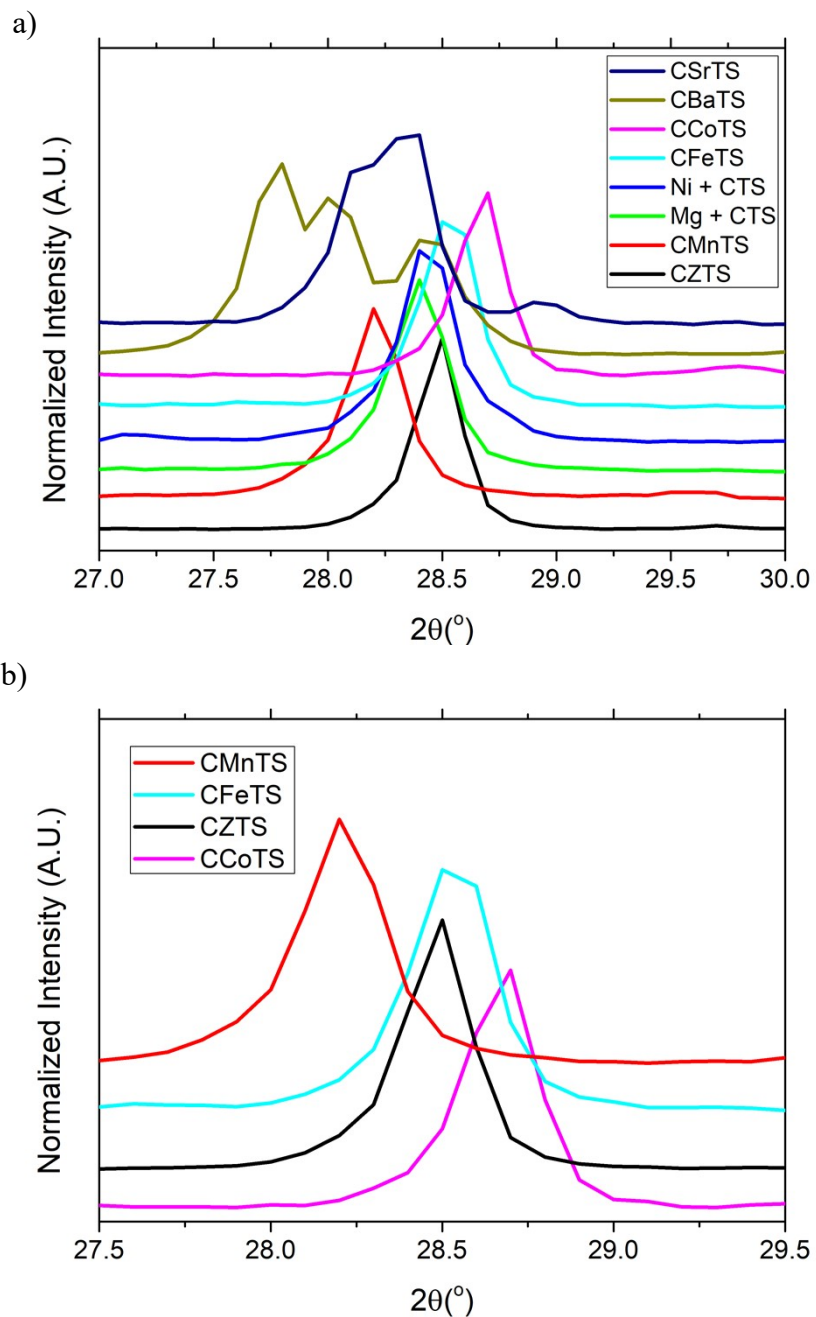 a)
CSrTS
CBaTS
CCoTS
CFeTS
Ni + CTS
Mg + CTS
CMnTS
CZTS
Normalized Intensity (A.U.)
27.0 27.5 28.0 28.5 29.0 29.5 30.0
2θ(°)
b)
CMnTS
CFeTS
CZTS
CCoTS
Normalized Intensity (A.U.)
27.5 28.0 28.5 29.0 29.5
2θ(°)